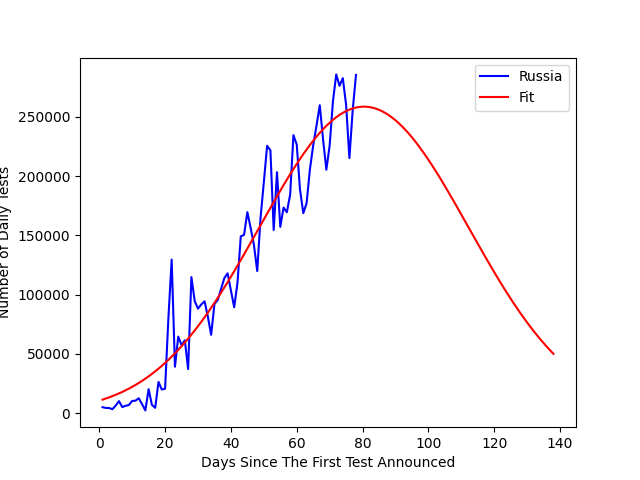 Russia
Fit
250000
200000
150000
100000
50000
0
Number of Daily Tests
0 20 40 60 80 100 120 140
Days Since The First Test Announced